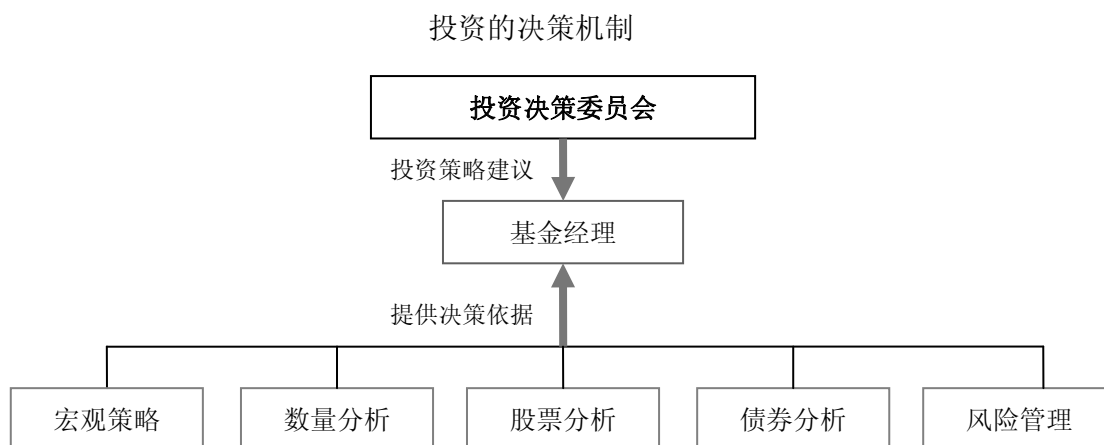 投资的决策机制
投资决策委员会
投资策略建议
基金经理
提供决策依据
宏观策略 数量分析 股票分析 债券分析 风险管理